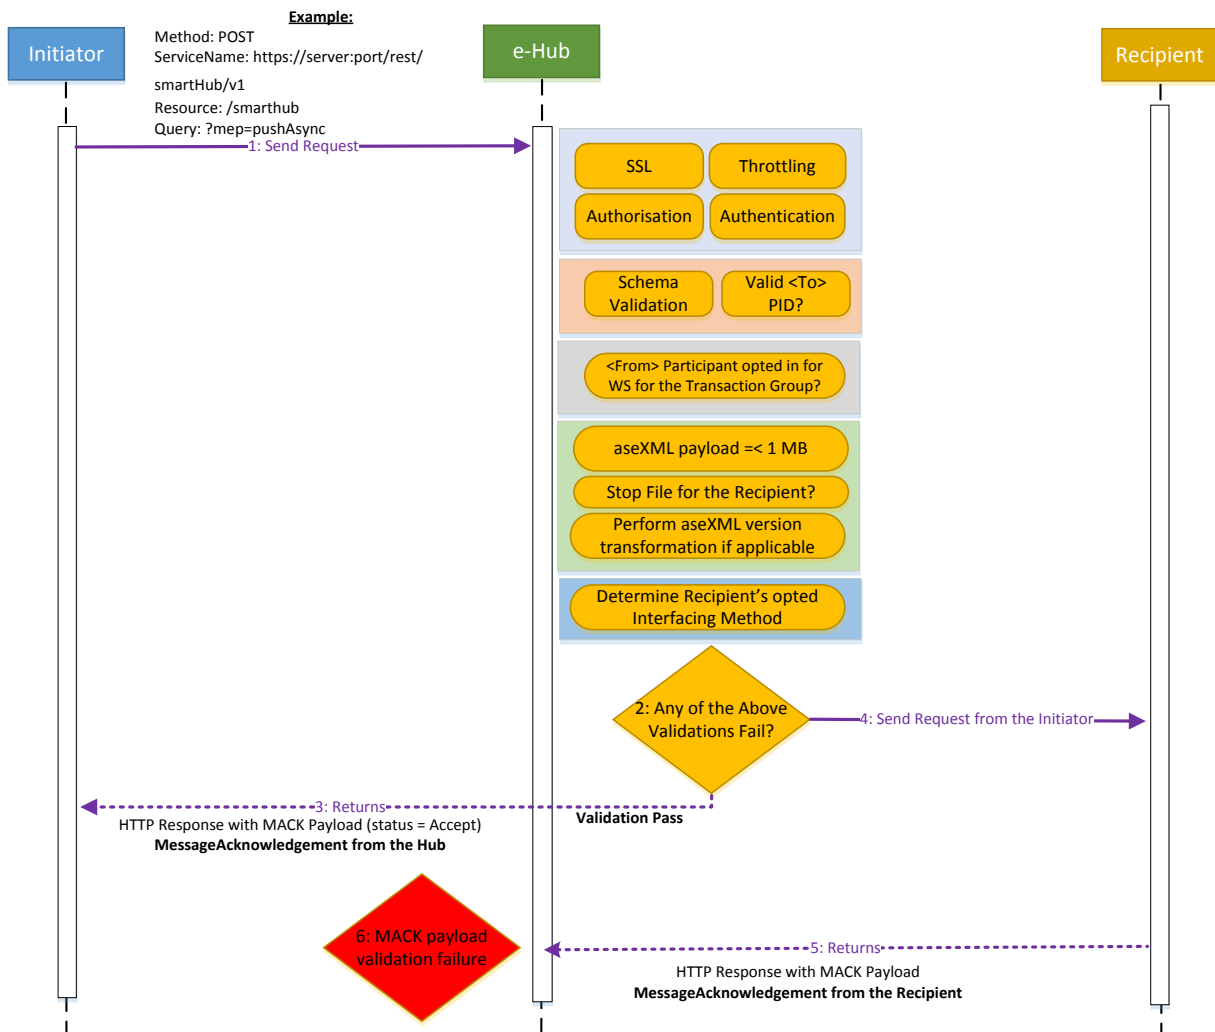 Example:
Method: POST
ServiceName: https://server:port/rest/
smartHub/v1
Resource: /smarthub
Query: ?mep=pushAsync
Initiator
e-Hub
Recipient
1: Send Request
SSL
Throttling
Authorisation
Authentication
Schema
Validation
Valid <To>
PID?
<From> Participant opted in for
WS for the Transaction Group?
aseXML payload =< 1 MB
Stop File for the Recipient?
Perform aseXML version
transformation if applicable
Determine Recipient’s opted
Interfacing Method
2: Any of the Above
Validations Fail?
4: Send Request from the Initiator
3: Returns
HTTP Response with MACK Payload (status = Accept)
MessageAcknowledgement from the Hub
Validation Pass
6: MACK payload
validation failure
5: Returns
HTTP Response with MACK Payload
MessageAcknowledgement from the Recipient